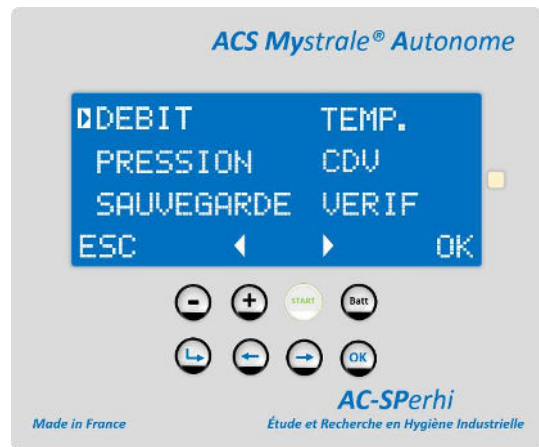 ACS Mystrale® Autonome
DEBIT TEMP.
PRESSION CDV
SAUVEGARDE VERIF
ESC OK
- + START Batt
OK
AC-SPerhi
Made in France Étude et Recherche en Hygiène Industrielle